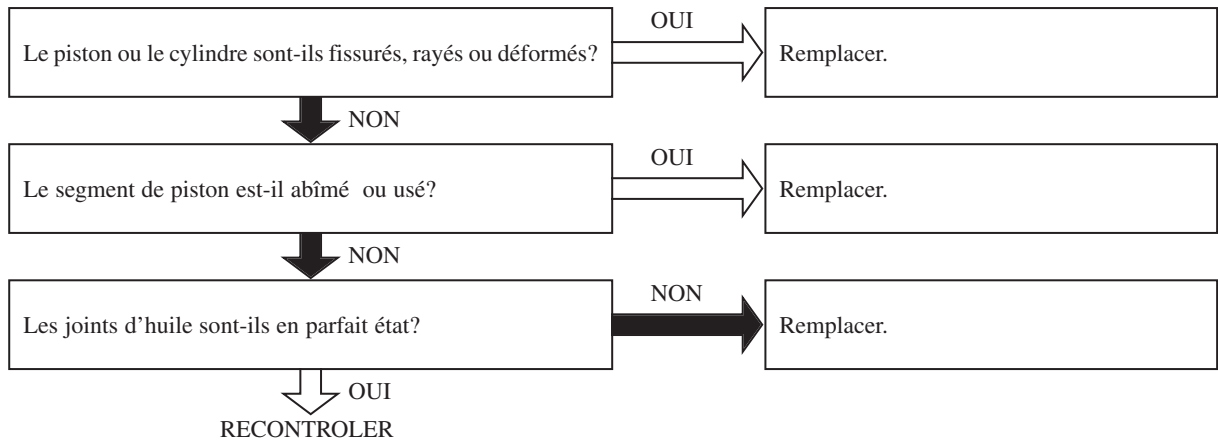 OUI
Le piston ou le cylindre sont-ils fissurés, rayés ou déformés?
Remplacer.
NON
OUI
Le segment de piston est-il abîmé ou usé?
Remplacer.
NON
NON
Les joints d’huile sont-ils en parfait état?
Remplacer.
OUI
RECONTROLER